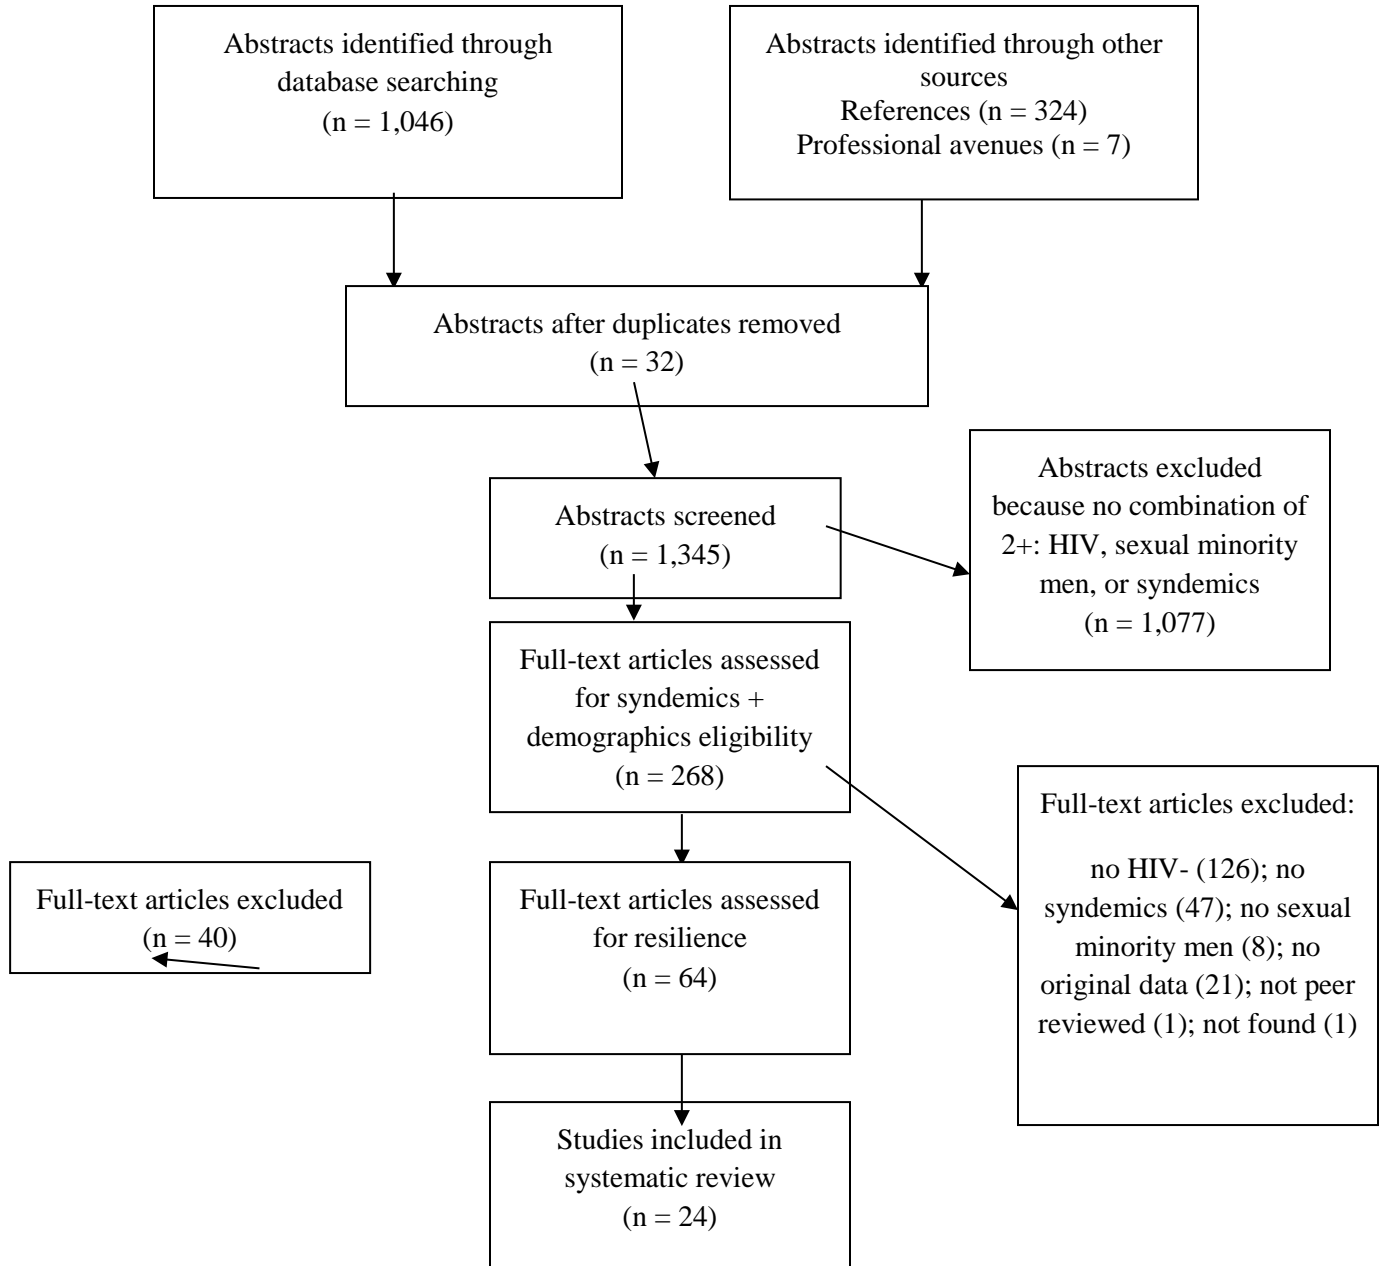 Abstracts identified through
database searching
(n = 1,046)
Abstracts identified through other
sources
References (n = 324)
Professional avenues (n = 7)
Abstracts after duplicates removed
(n = 32)
Abstracts screened
(n = 1,345)
Abstracts excluded
because no combination of
2+: HIV, sexual minority
men, or syndemics
(n = 1,077)
Full-text articles assessed
for syndemics +
demographics eligibility
(n = 268)
Full-text articles excluded:
no HIV- (126); no
syndemics (47); no sexual
minority men (8); no
original data (21); not peer
reviewed (1); not found (1)
Full-text articles excluded
(n = 40)
Full-text articles assessed
for resilience
(n = 64)
Studies included in
systematic review
(n = 24)